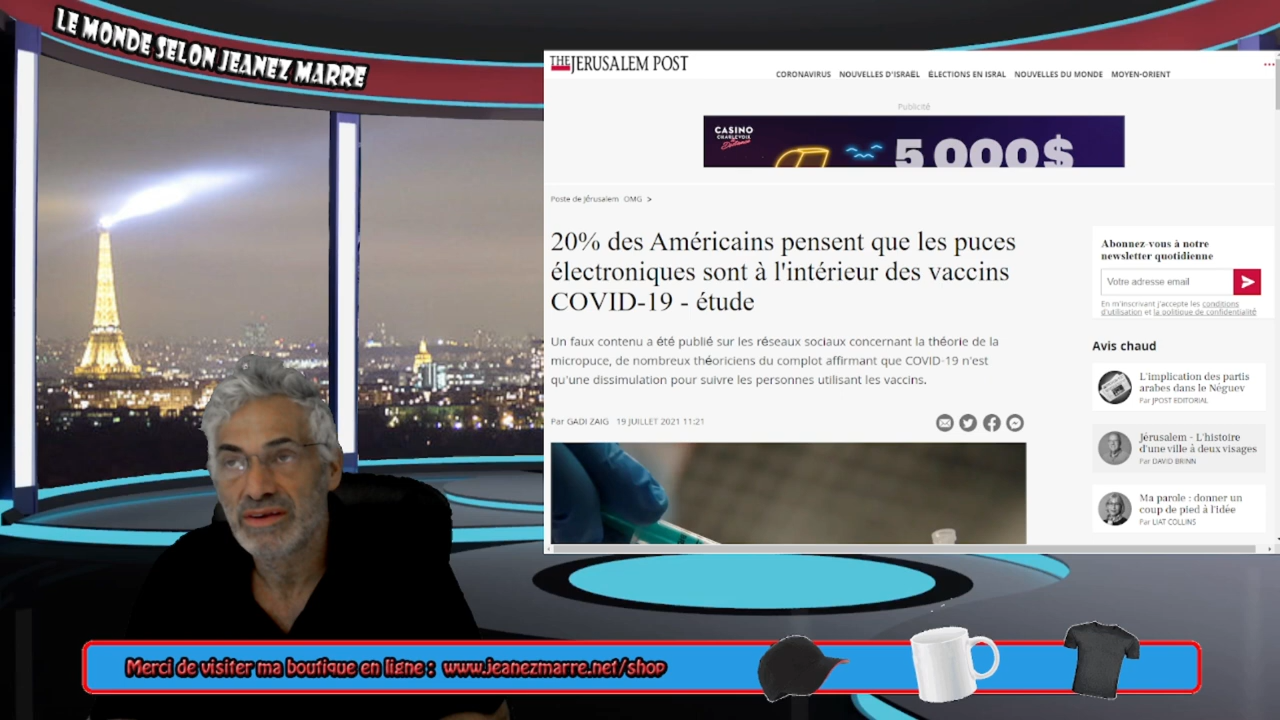 LE MONDE SELON JEANEZ MARRE
THE JERUSALEM POST
CORONAVIRUS NOUVELLES D'ISRAËL ÉLECTIONS EN ISRAL NOUVELLES DU MONDE MOYEN-ORIENT
Publicité
CASINO
CHARLEVOIX
5 000$
Poste de Jérusalem OMG >
20% des Américains pensent que les puces
électroniques sont à l'intérieur des vaccins
COVID-19 - étude
Un faux contenu a été publié sur les réseaux sociaux concernant la théorie de la
micropuce, de nombreux théoriciens du complot affirmant que COVID-19 n'est
qu'une dissimulation pour suivre les personnes utilisant les vaccins.
Par GADI ZAIG 19 JUILLET 2021 11:21
Abonnez-vous à notre
newsletter quotidienne
Votre adresse email
En m'inscrivant j'accepte les conditions
d'utilisation et la politique de confidentialité
Avis chaud
L'implication des partis
arabes dans le Néguev
Par JPOST EDITORIAL
Jérusalem - L'histoire
d'une ville à deux visages
Par DAVID BRINN
Ma parole : donner un
coup de pied à l'idée
Par LIAT COLLINS
Merci de visiter ma boutique en ligne : www.jeanezmarre.net/shop